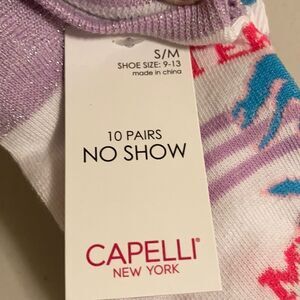 S/M
SHOE SIZE: 9-13
made in china
10 PAIRS
NO SHOW
CAPELLI®
NEW YORK